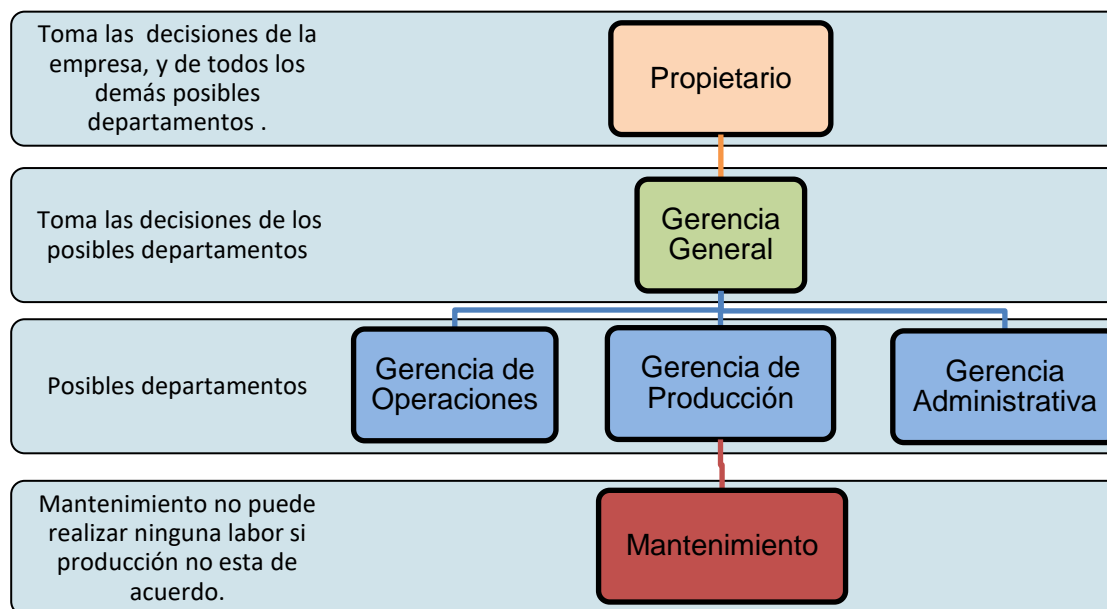 Toma las  decisiones de la
empresa, y de todos los
demás posibles
departamentos .
Propietario
Toma las decisiones de los
posibles departamentos
Gerencia
General
Posibles departamentos
Gerencia de
Operaciones
Gerencia de
Producción
Gerencia
Administrativa
Mantenimiento no puede
realizar ninguna labor si
producción no esta de
acuerdo.
Mantenimiento